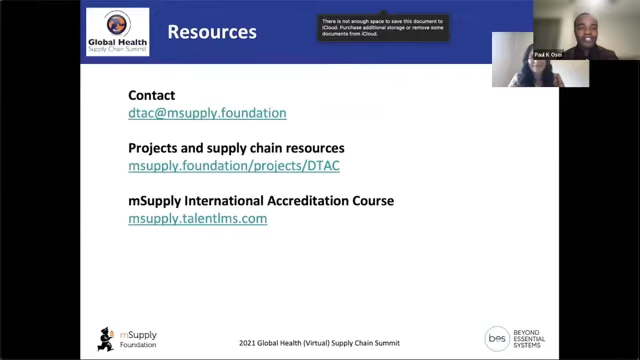 Global Health
Supply Chain Summit
Resources
There is not enough space to save this document to
iCloud. Purchase additional storage or remove some
documents from iCloud.
Paul K Osei
Contact
dtac@msupply.foundation
Projects and supply chain resources
msupply.foundation/projects/DTAC
mSupply International Accreditation Course
msupply.talentlms.com
mSupply
Foundation
2021 Global Health (Virtual) Supply Chain Summit
bes
BEYOND
ESSENTIAL
SYSTEMS